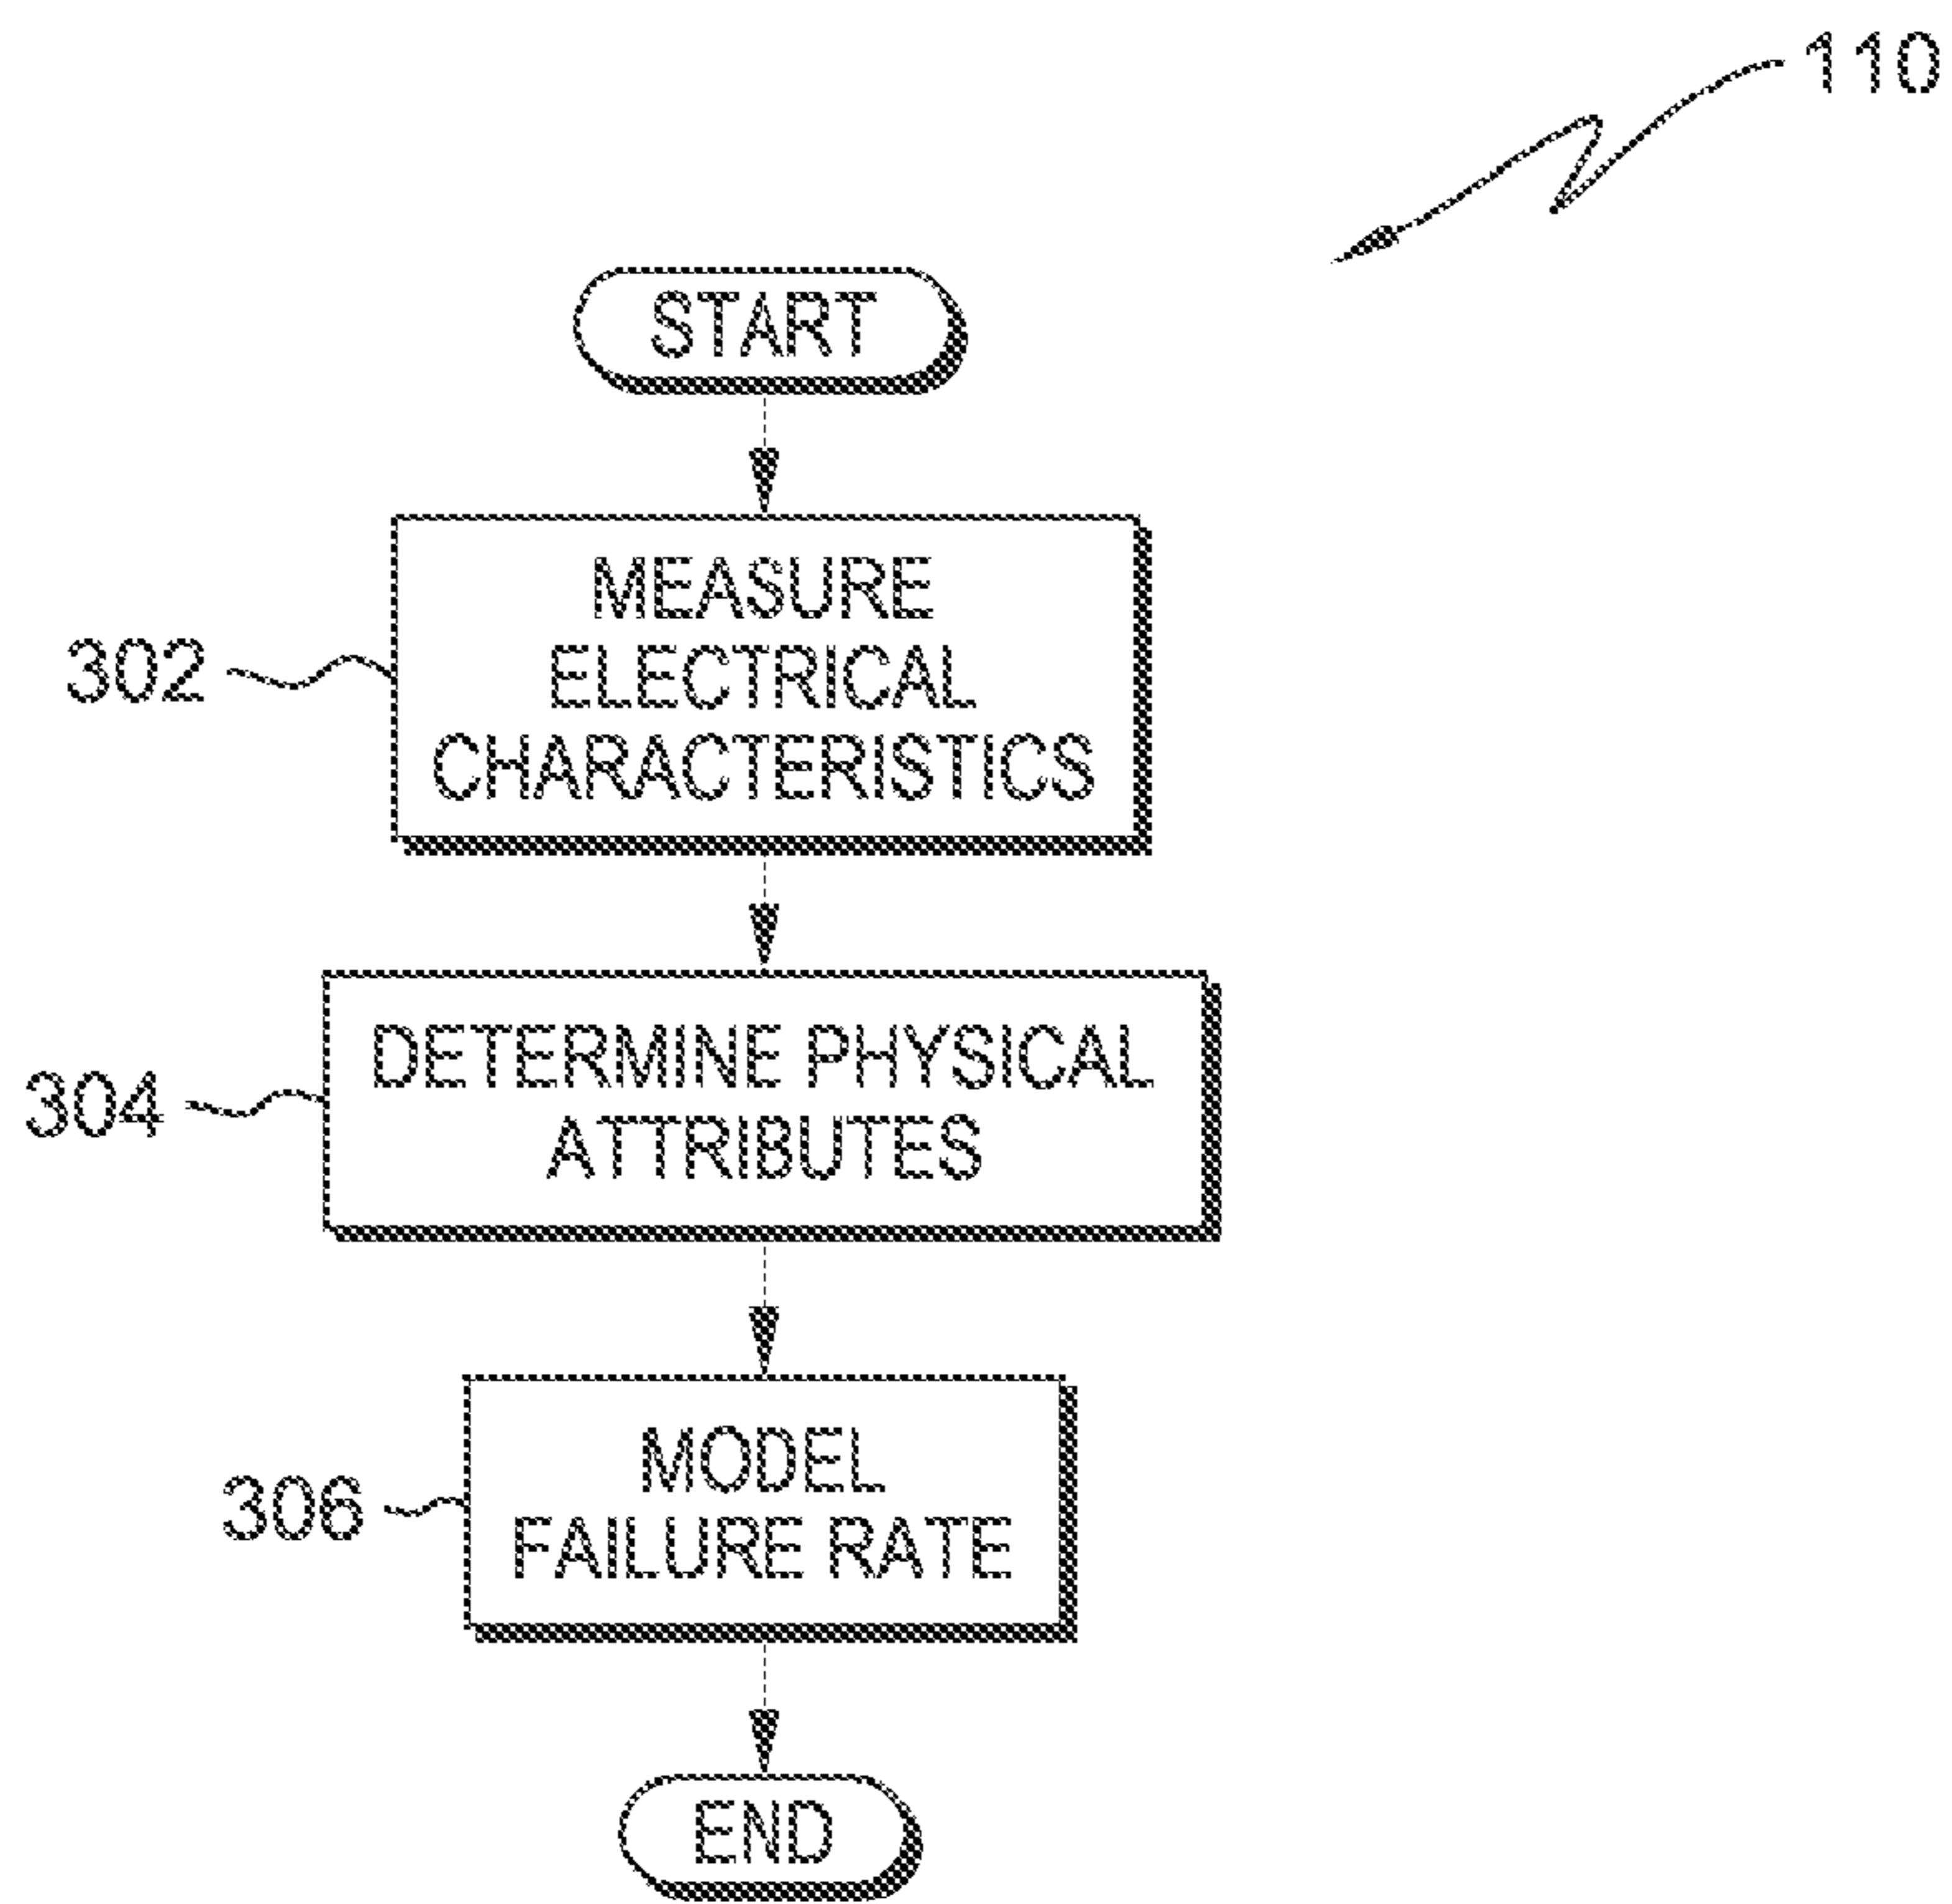 110
START
302
MEASURE
ELECTRICAL
CHARACTERISTICS
304
DETERMINE PHYSICAL
ATTRIBUTES
306
MODEL
FAILURE RATE
END